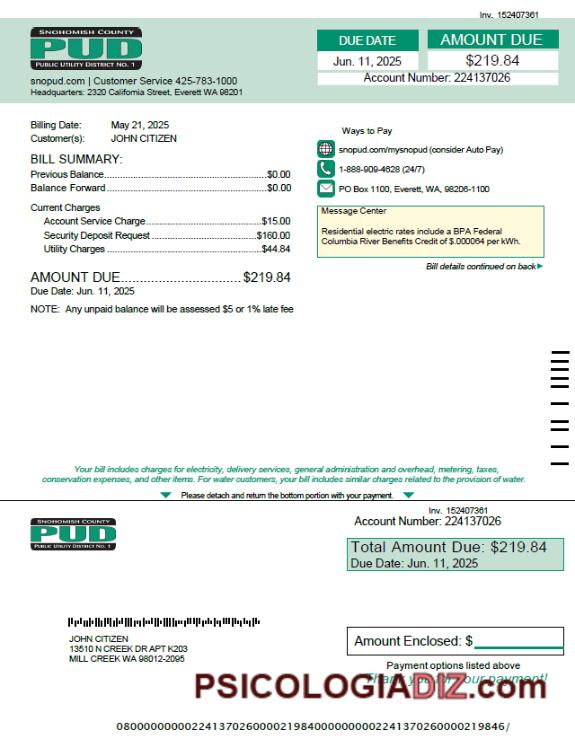 Inv. 152407361
SNOHOMISH COUNTY
PUD
PUBLIC UTILITY DISTRICT NO. 1
snopud.com | Customer Service 425-783-1000
Headquarters: 2320 California Street, Everett WA 98201
DUE DATE AMOUNT DUE
Jun. 11, 2025 $219.84
Account Number: 224137026
Billing Date: May 21, 2025
Customer(s): JOHN CITIZEN
BILL SUMMARY:
Previous Balance $0.00
Balance Forward $0.00
Current Charges
Account Service Charge $15.00
Security Deposit Request $160.00
Utility Charges $44.84
AMOUNT DUE $219.84
Due Date: Jun. 11, 2025
NOTE: Any unpaid balance will be assessed $5 or 1% late fee
Ways to Pay
snopud.com/mysnopud (consider Auto Pay)
1-888-909-4628 (24/7)
PO Box 1100, Everett, WA, 98206-1100
Message Center
Residential electric rates include a BPA Federal
Columbia River Benefits Credit of $.000064 per kWh.
Bill details continued on back
Your bill includes charges for electricity, delivery services, general administration and overhead, metering, taxes,
conservation expenses, and other items. For water customers, your bill includes similar charges related to the provision of water.
Please detach and return the bottom portion with your payment.
SNOHOMISH COUNTY
PUD
PUBLIC UTILITY DISTRICT NO. 1
Inv. 152407361
Account Number: 224137026
Total Amount Due: $219.84
Due Date: Jun. 11, 2025
JOHN CITIZEN
13510 N CREEK DR APT K203
MILL CREEK WA 98012-2095
Amount Enclosed: $
Payment options listed above
Thank you for your payment!
PSICOLOGIADIZ.com